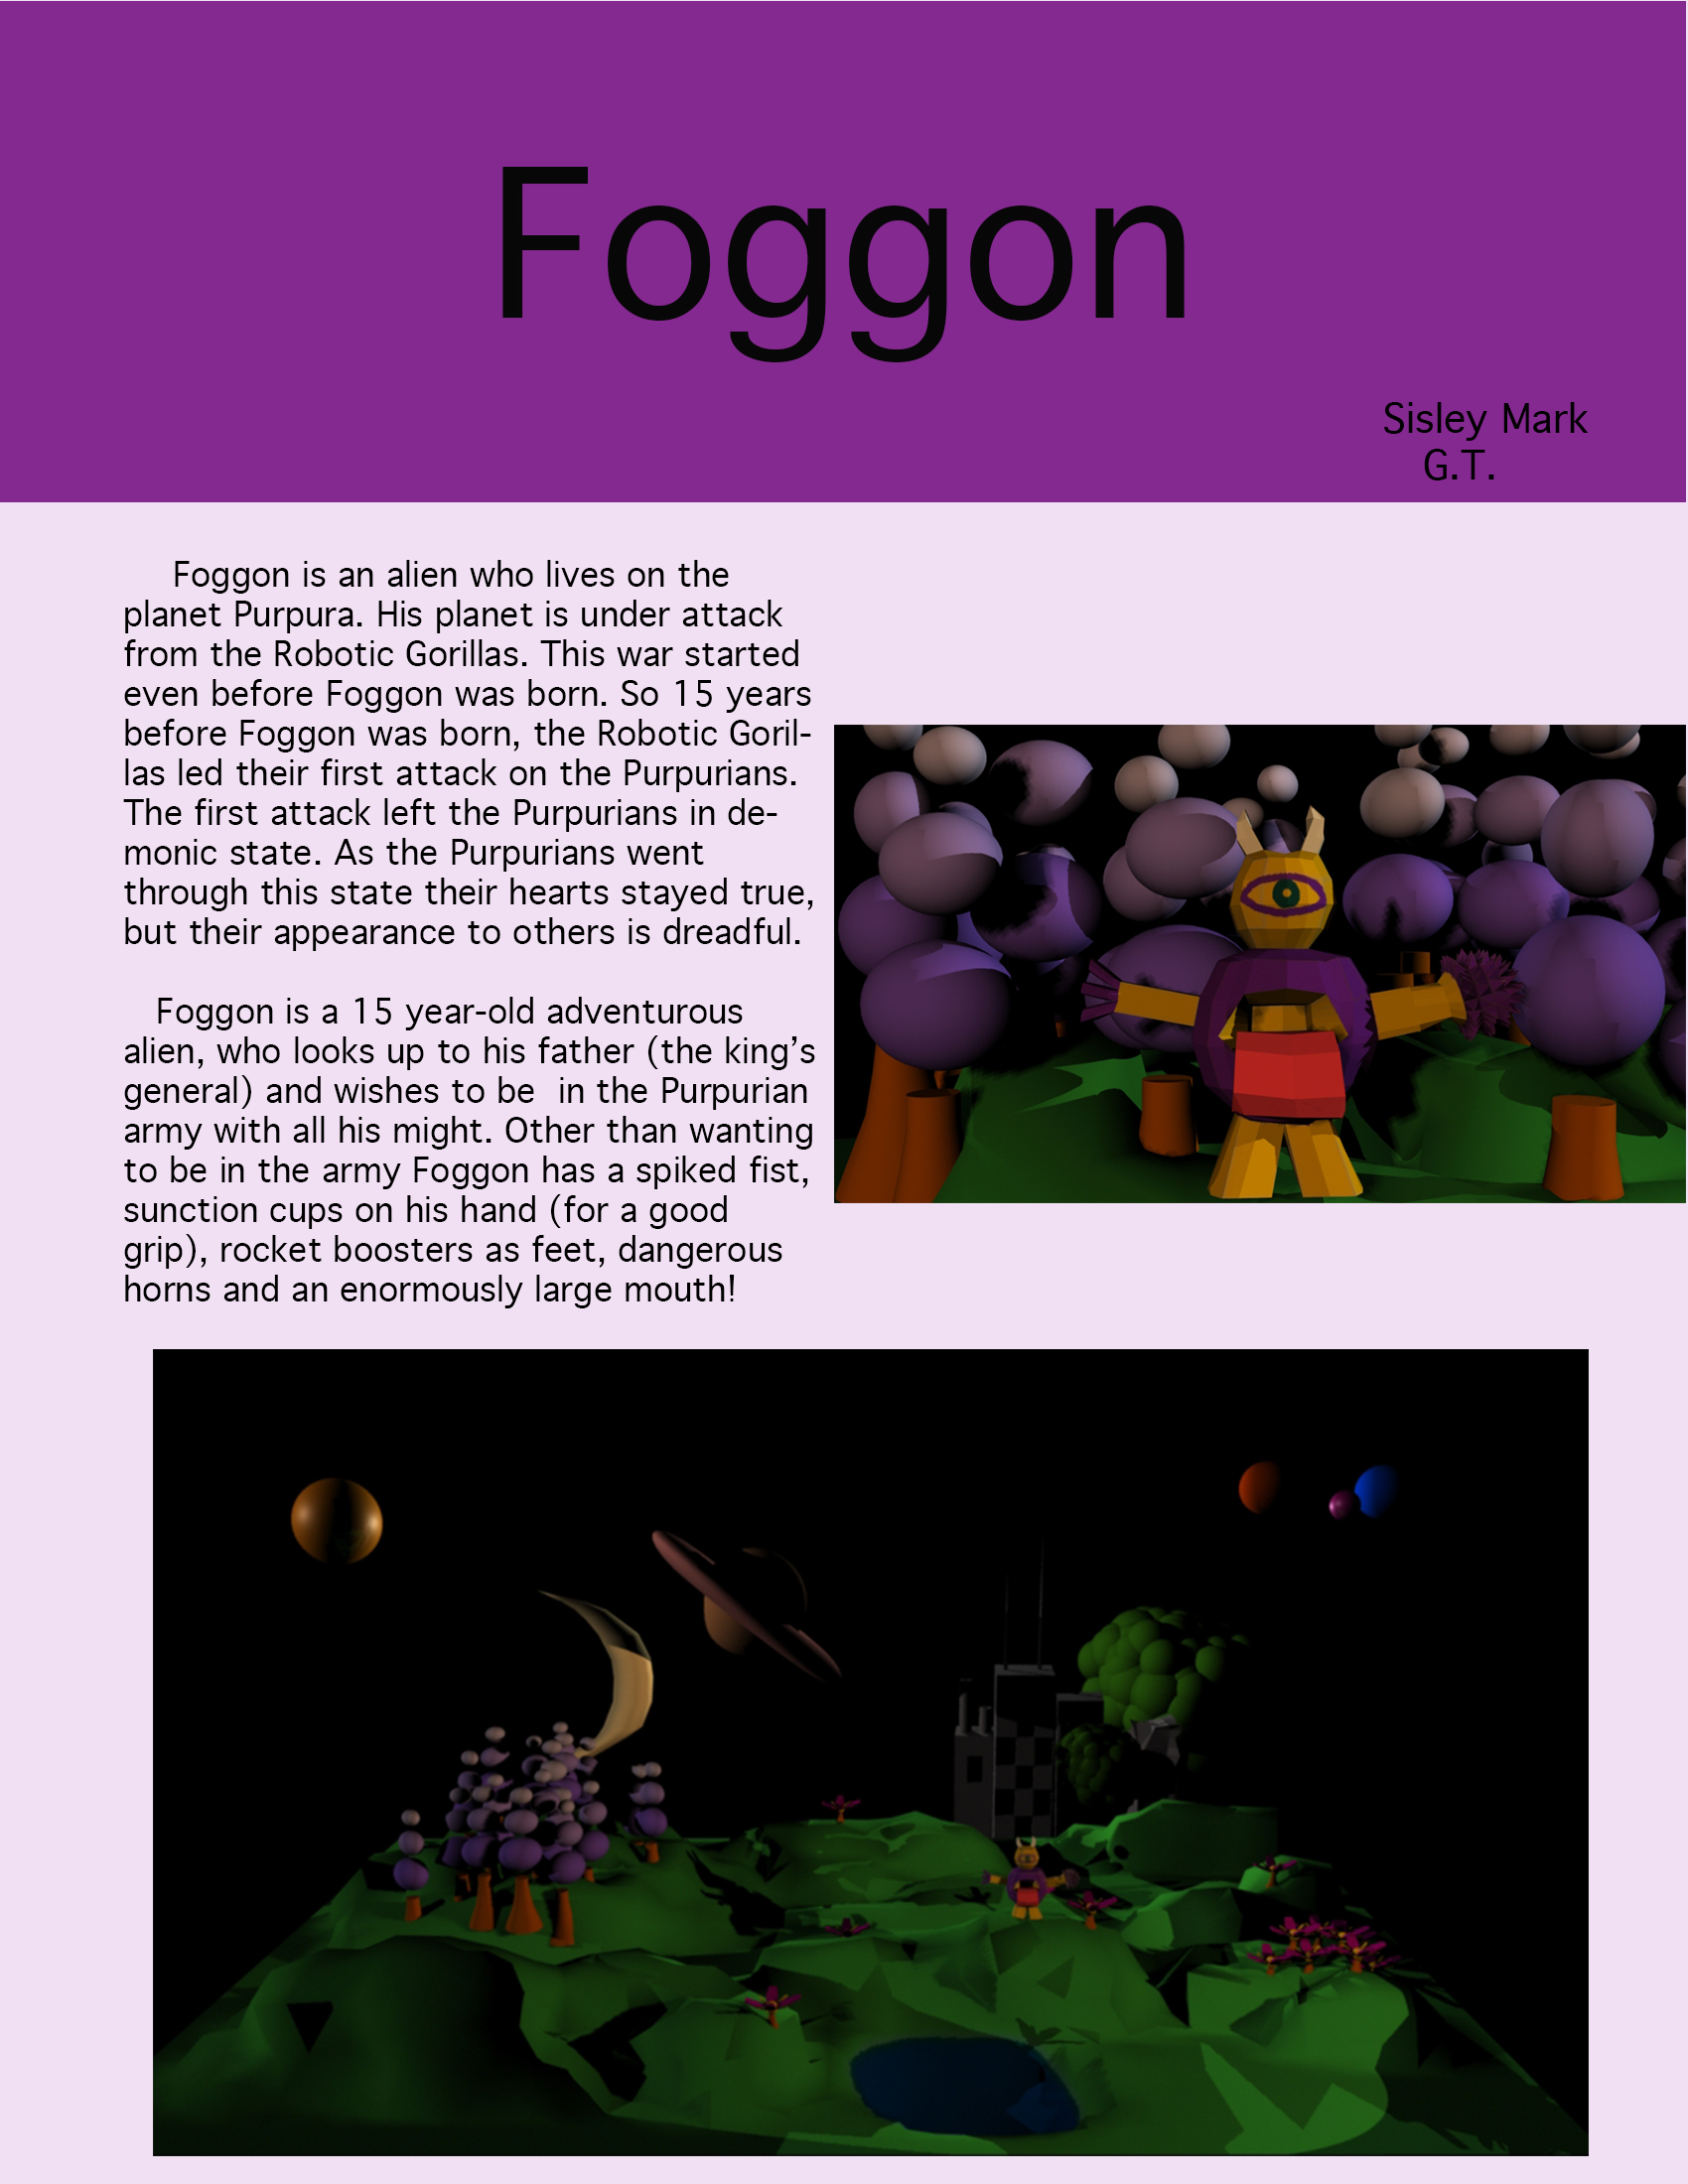 Foggon
Sisley Mark
G.T.
Foggon is an alien who lives on the
planet Purpura. His planet is under attack
from the Robotic Gorillas. This war started
even before Foggon was born. So 15 years
before Foggon was born, the Robotic Goril-
las led their first attack on the Purpurians.
The first attack left the Purpurians in de-
monic state. As the Purpurians went
through this state their hearts stayed true,
but their appearance to others is dreadful.
Foggon is a 15 year-old adventurous
alien, who looks up to his father (the king's
general) and wishes to be  in the Purpurian
army with all his might. Other than wanting
to be in the army Foggon has a spiked fist,
sunction cups on his hand (for a good
grip), rocket boosters as feet, dangerous
horns and an enormously large mouth!